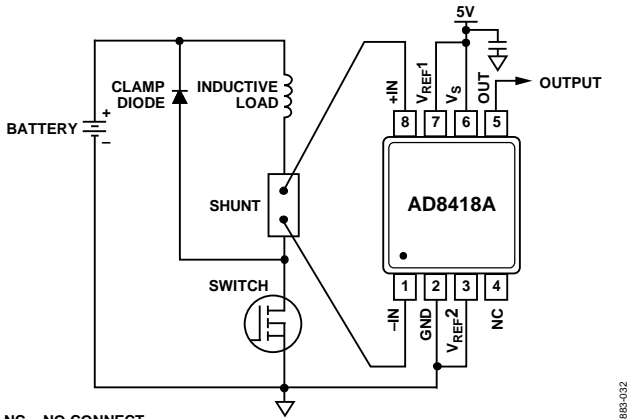 5V
CLAMP
DIODE
INDUCTIVE
LOAD
BATTERY
+
–
+IN
VREF1
VS
OUT
OUTPUT
8
7
6
5
SHUNT
AD8418A
SWITCH
1
2
3
4
–IN
GND
VREF2
NC
NC = NO CONNECT
883-032